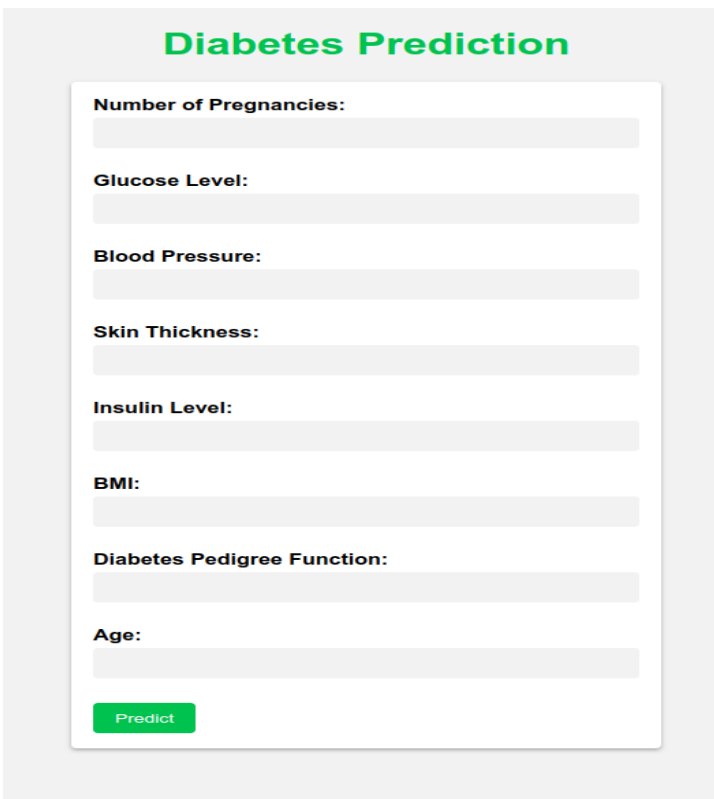 Diabetes Prediction
Number of Pregnancies:
Glucose Level:
Blood Pressure:
Skin Thickness:
Insulin Level:
BMI:
Diabetes Pedigree Function:
Age:
Predict